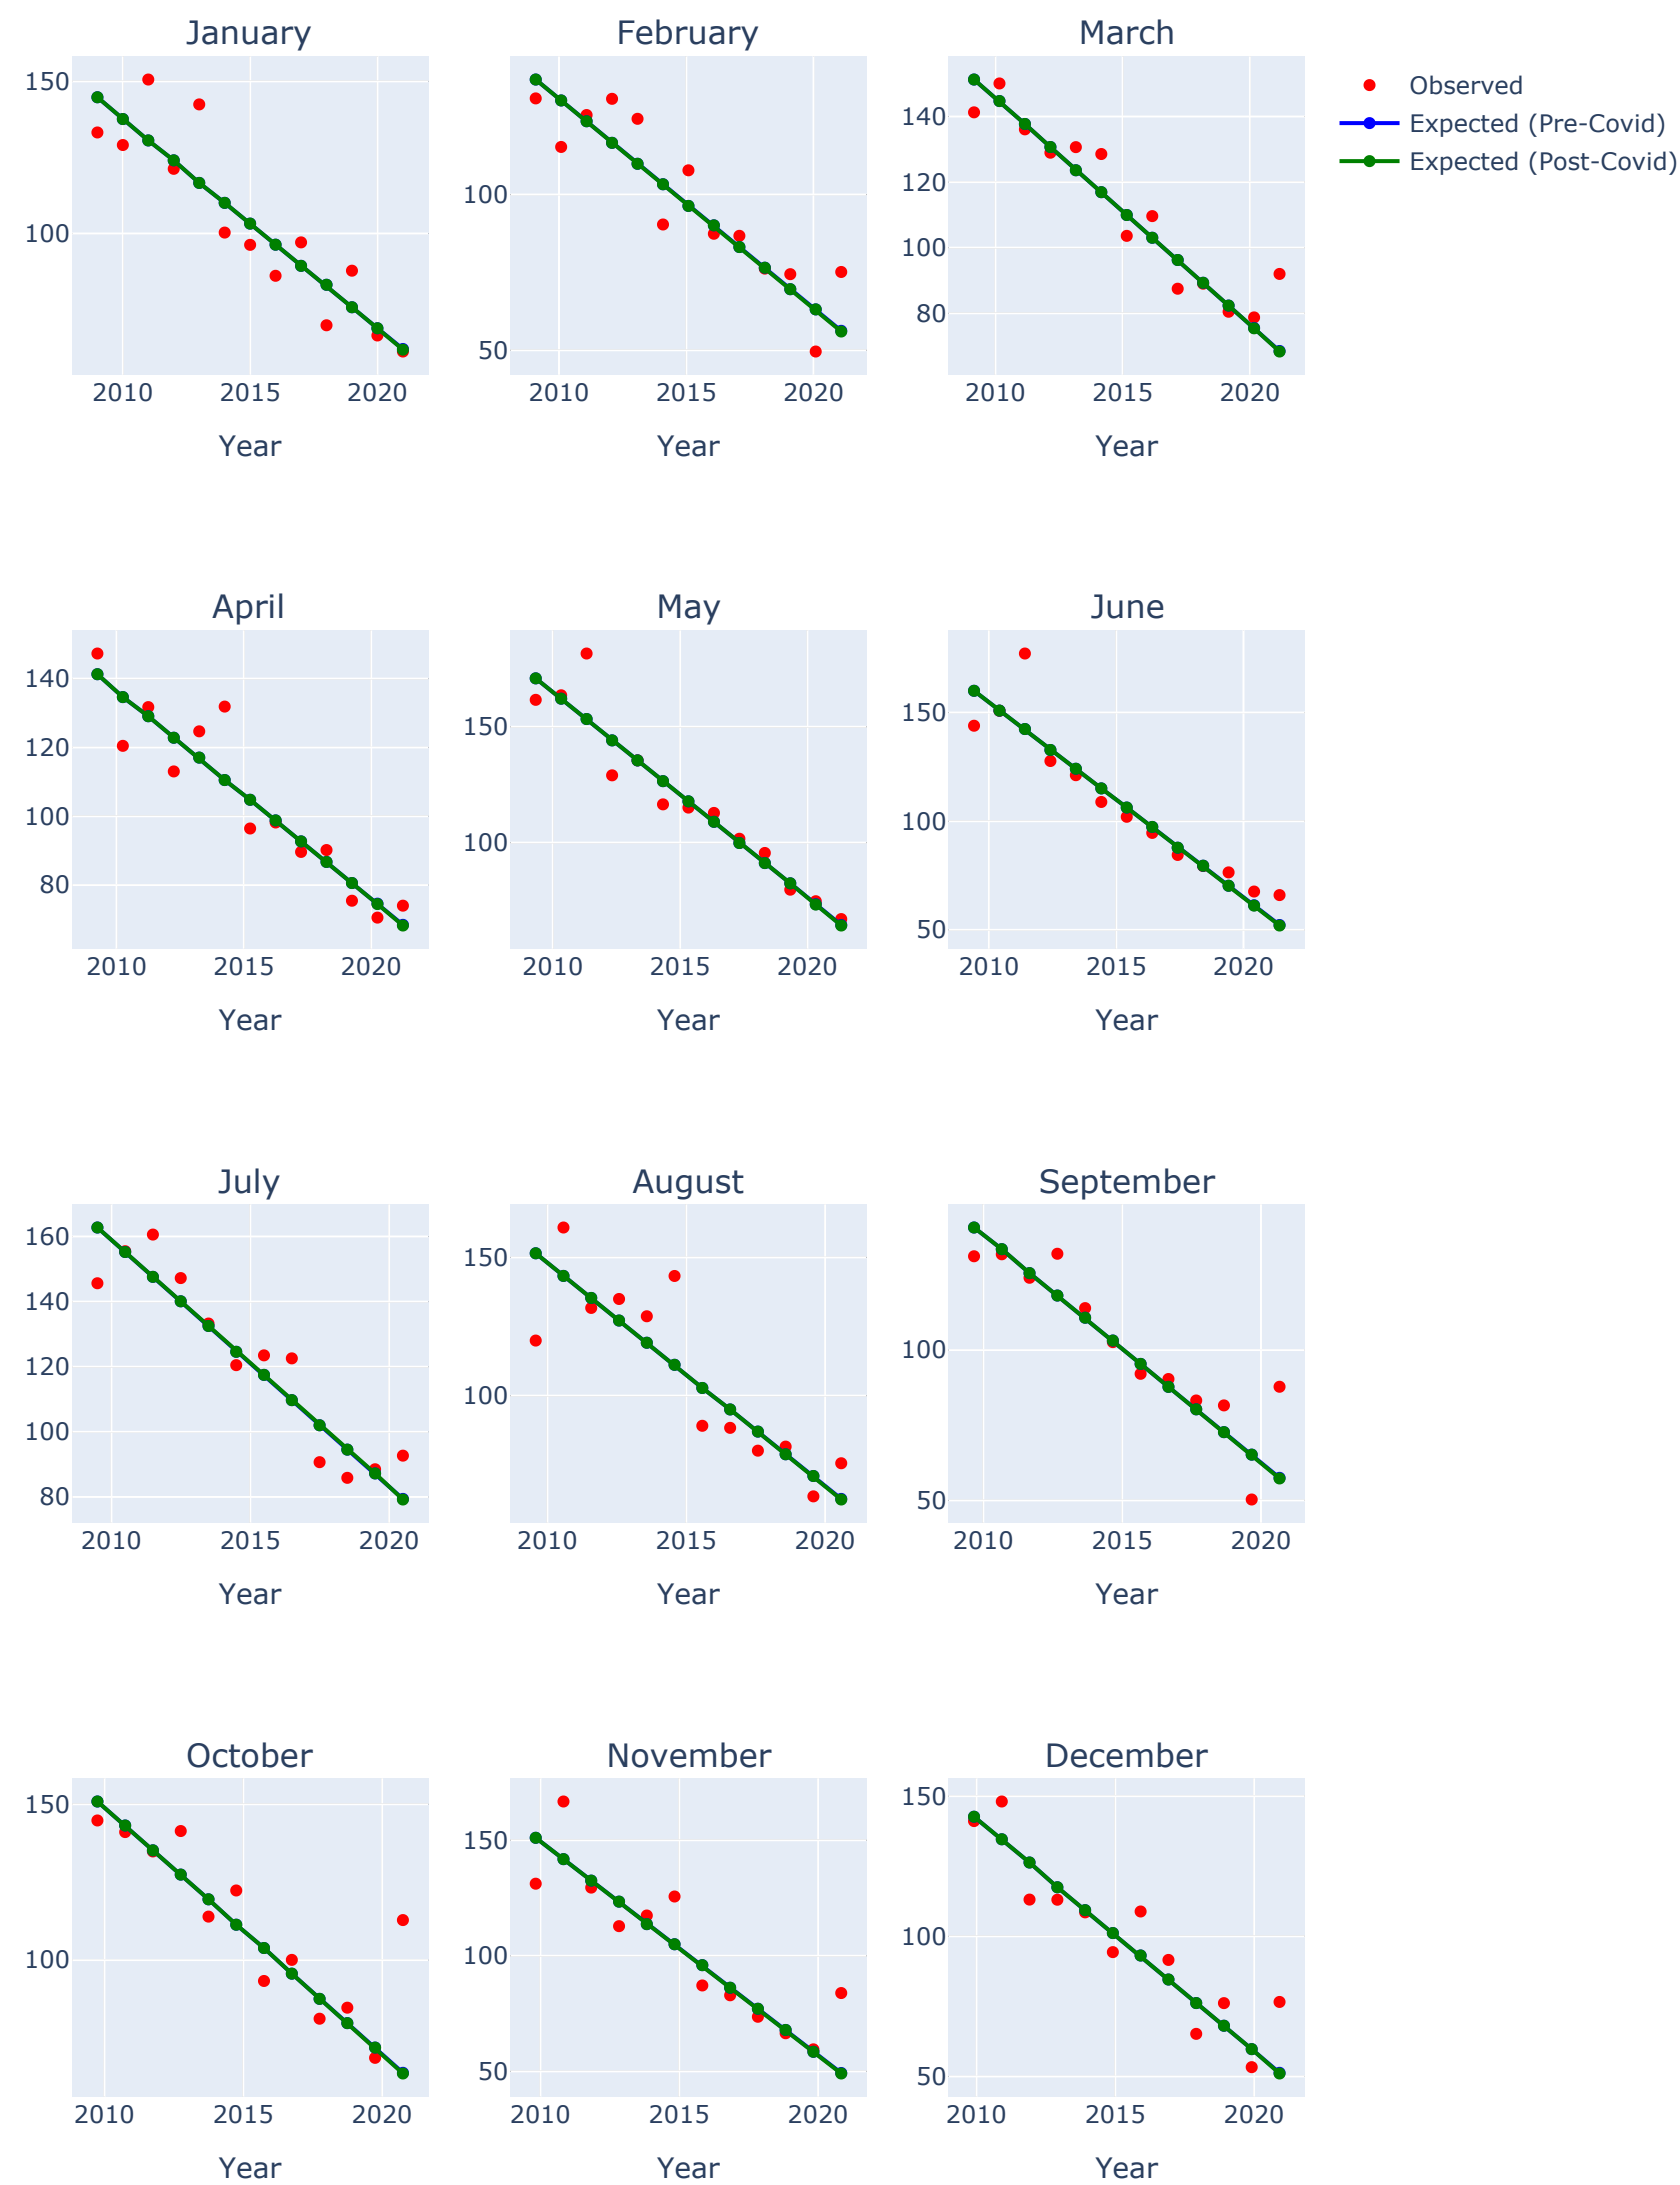 January February March
150
100
2010 2015 2020
Year
100
50
2010 2015 2020
Year
140
120
100
80
2010 2015 2020
Year
Observed
Expected (Pre-Covid)
Expected (Post-Covid)
April May June
140
120
100
80
2010 2015 2020
Year
150
100
2010 2015 2020
Year
150
100
50
2010 2015 2020
Year
July August September
160
140
120
100
80
2010 2015 2020
Year
150
100
2010 2015 2020
Year
100
50
2010 2015 2020
Year
October November December
150
100
2010 2015 2020
Year
150
100
50
2010 2015 2020
Year
150
100
50
2010 2015 2020
Year